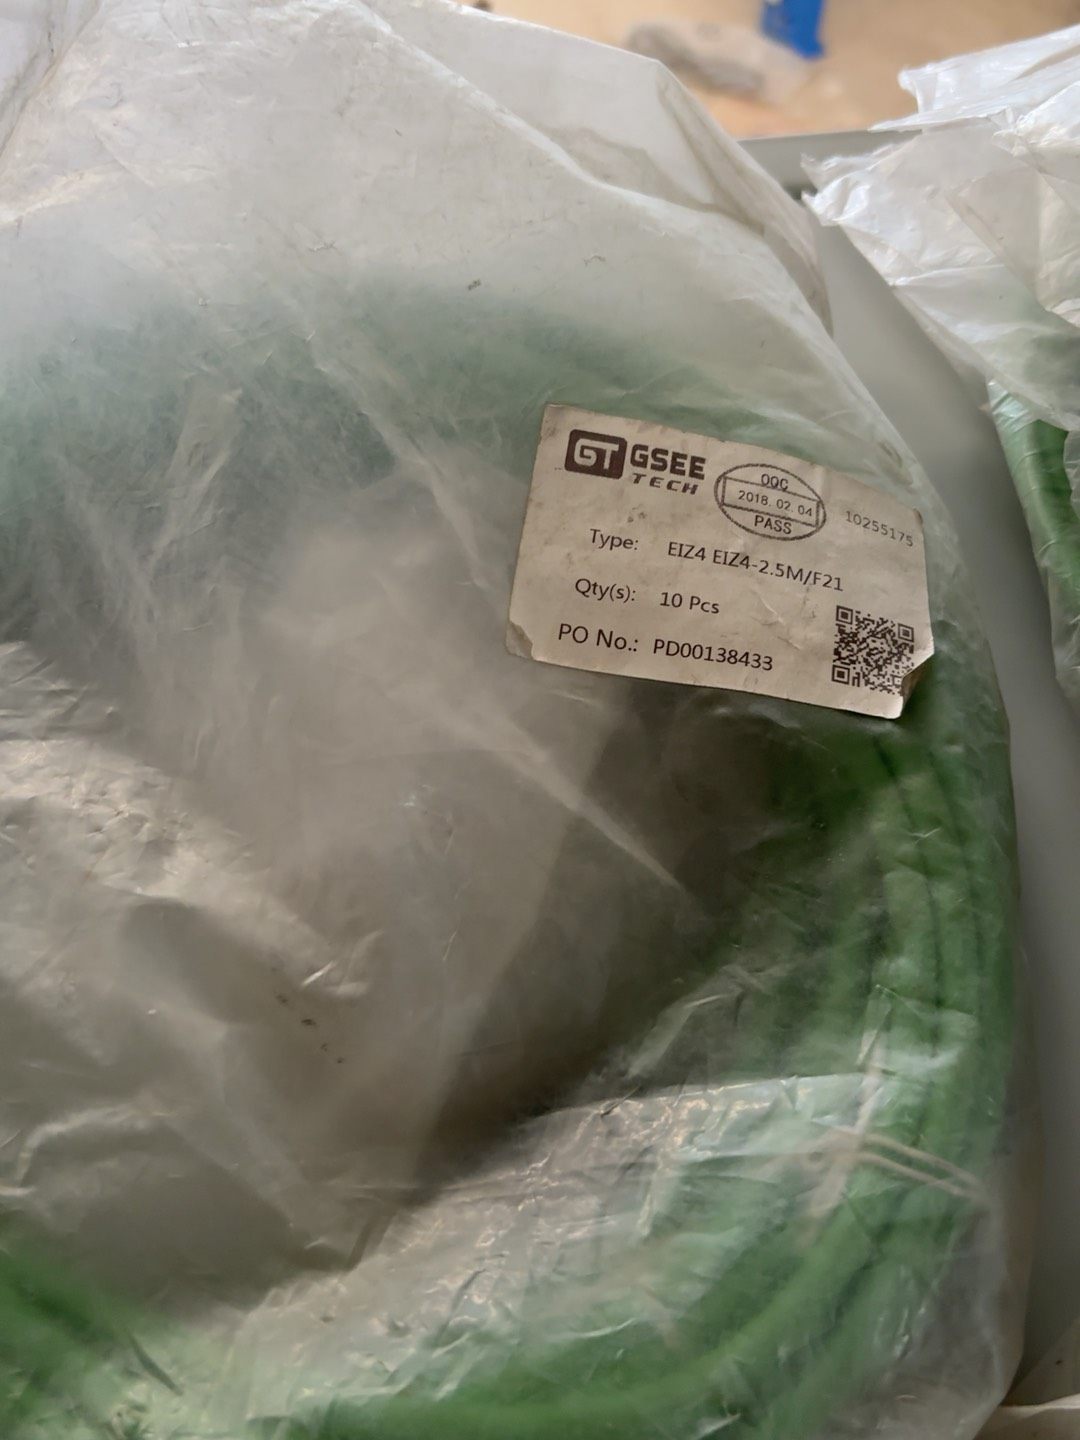 GT GSEE
TECH
OQC
2018. 02. 04
PASS
10255175
Type: EIZ4 EIZ4-2.5M/F21
Qty(s): 10 Pcs
PO No.: PD00138433